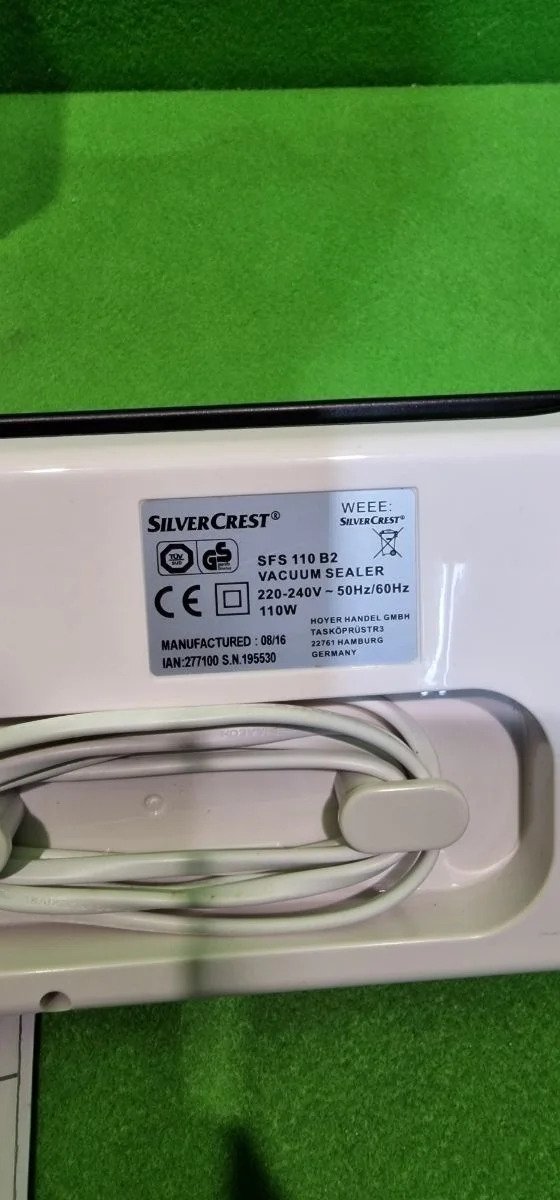 SILVERCREST®
WEEE:
SILVERCREST®
TÜV
SÜD
GS
SFS 110 B2
VACUUM SEALER
CE
220-240V ~ 50Hz/60Hz
110W
HOYER HANDEL GMBH
TASKÖPRÜSTR3
22761 HAMBURG
GERMANY
MANUFACTURED : 08/16
IAN:277100 S.N.195530